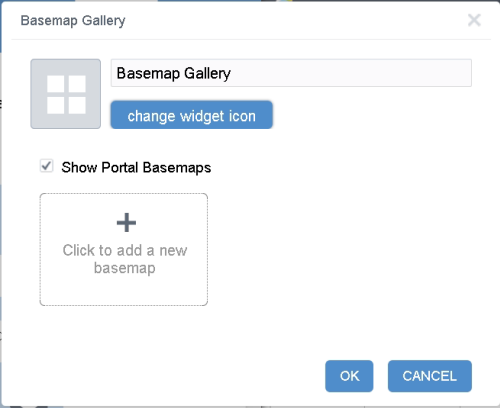 Basemap Gallery
Basemap Gallery
change widget icon
Show Portal Basemaps
Click to add a new
basemap
OK
CANCEL